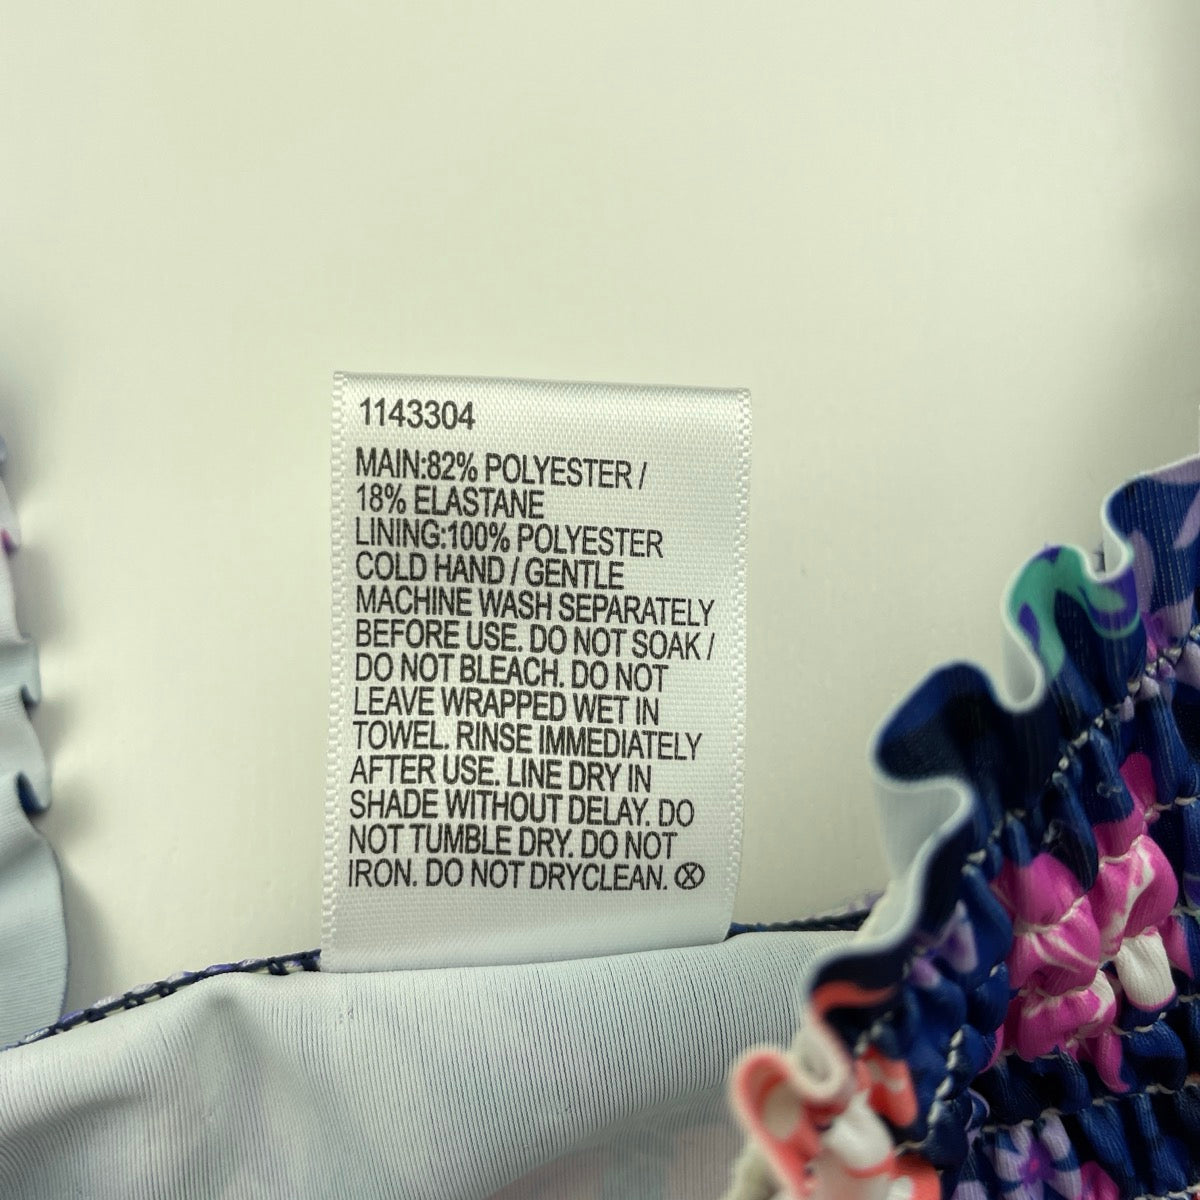 1143304
MAIN:82% POLYESTER /
18% ELASTANE
LINING:100% POLYESTER
COLD HAND / GENTLE
MACHINE WASH SEPARATELY
BEFORE USE. DO NOT SOAK /
DO NOT BLEACH. DO NOT
LEAVE WRAPPED WET IN
TOWEL. RINSE IMMEDIATELY
AFTER USE. LINE DRY IN
SHADE WITHOUT DELAY. DO
NOT TUMBLE DRY. DO NOT
IRON. DO NOT DRYCLEAN.